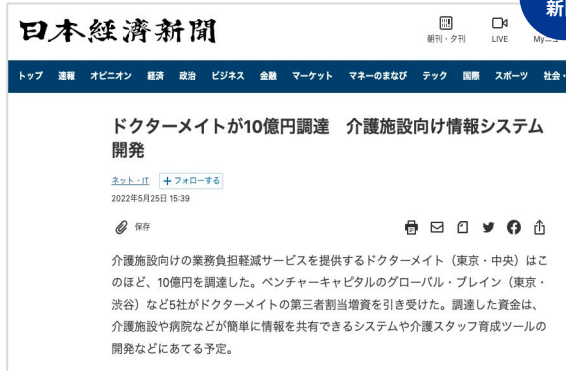 新
日本経済新聞
朝刊・夕刊 LIVE Myニュ
トップ 速報 オピニオン 経済 政治 ビジネス 金融 マーケット マネーのまなび テック 国際 スポーツ 社会・
ドクターメイトが10億円調達 介護施設向け情報システム
開発
ネット・IT +フォローする
2022年5月25日 15:39
保存
介護施設向けの業務負担軽減サービスを提供するドクターメイト（東京・中央）はこ
のほど、10億円を調達した。ベンチャーキャピタルのグローバル・ブレイン（東京・
渋谷）など5社がドクターメイトの第三者割当増資を引き受けた。調達した資金は、
介護施設や病院などが簡単に情報を共有できるシステムや介護スタッフ育成ツールの
開発などにあてる予定。